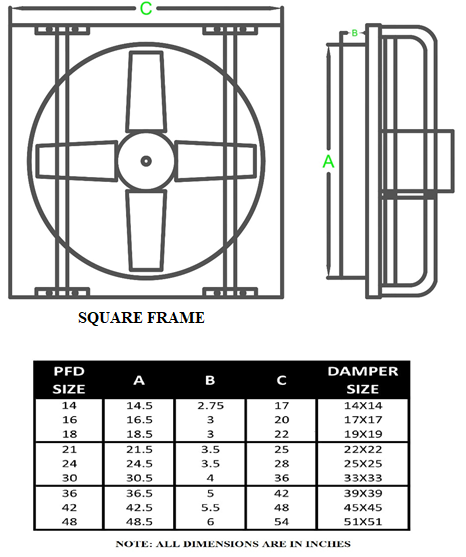 C
B
A
SQUARE FRAME
PFD SIZE A B C DAMPER SIZE
14 14.5 2.75 17 14X14
16 16.5 3 20 17X17
18 18.5 3 22 19X19
21 21.5 3.5 25 22X22
24 24.5 3.5 28 25X25
30 30.5 4 36 33X33
36 36.5 5 42 39X39
42 42.5 5.5 48 45X45
48 48.5 6 54 51X51
NOTE: ALL DIMENSIONS ARE IN INCHES